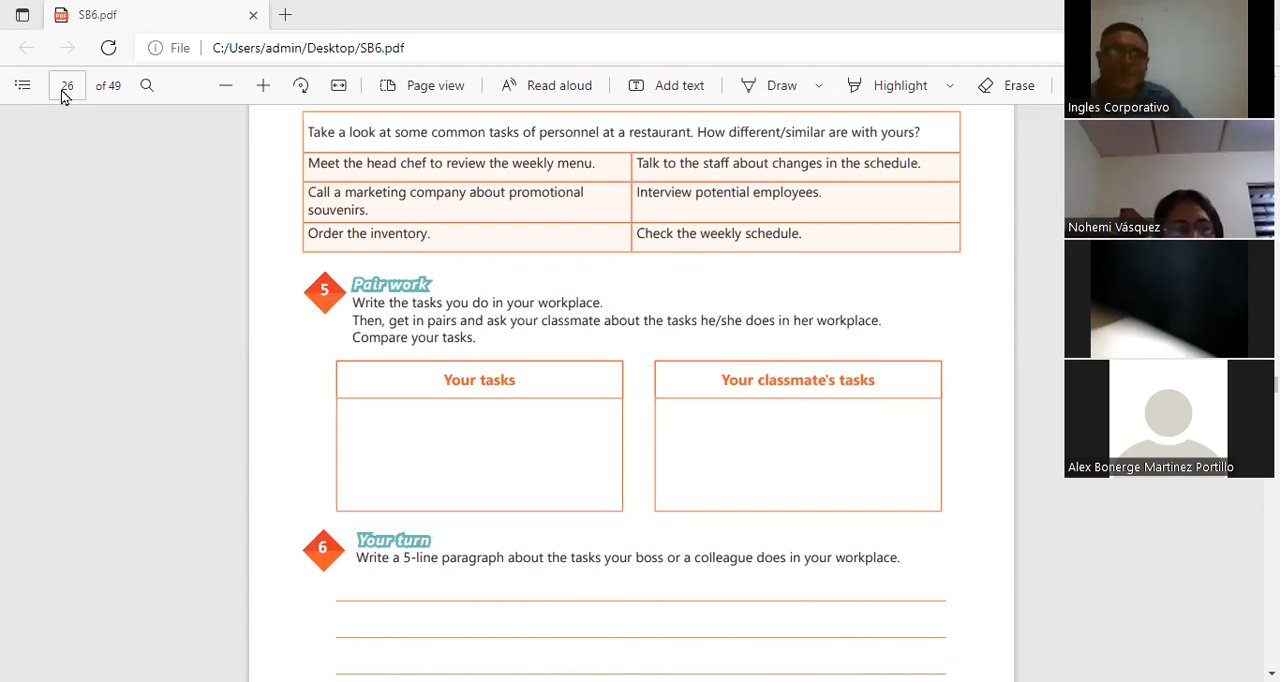 SB6.pdf
File
C:/Users/admin/Desktop/SB6.pdf
26 of 49
Page view
Read aloud
Add text
Draw
Highlight
Erase
Take a look at some common tasks of personnel at a restaurant. How different/similar are with yours?
Meet the head chef to review the weekly menu.
Talk to the staff about changes in the schedule.
Call a marketing company about promotional
souvenirs.
Interview potential employees.
Order the inventory.
Check the weekly schedule.
5
Pair work
Write the tasks you do in your workplace.
Then, get in pairs and ask your classmate about the tasks he/she does in her workplace.
Compare your tasks.
Your tasks
Your classmate's tasks
6
Your turn
Write a 5-line paragraph about the tasks your boss or a colleague does in your workplace.
Ingles Corporativo
Nohemi Vásquez
Alex Bonerge Martinez Portillo